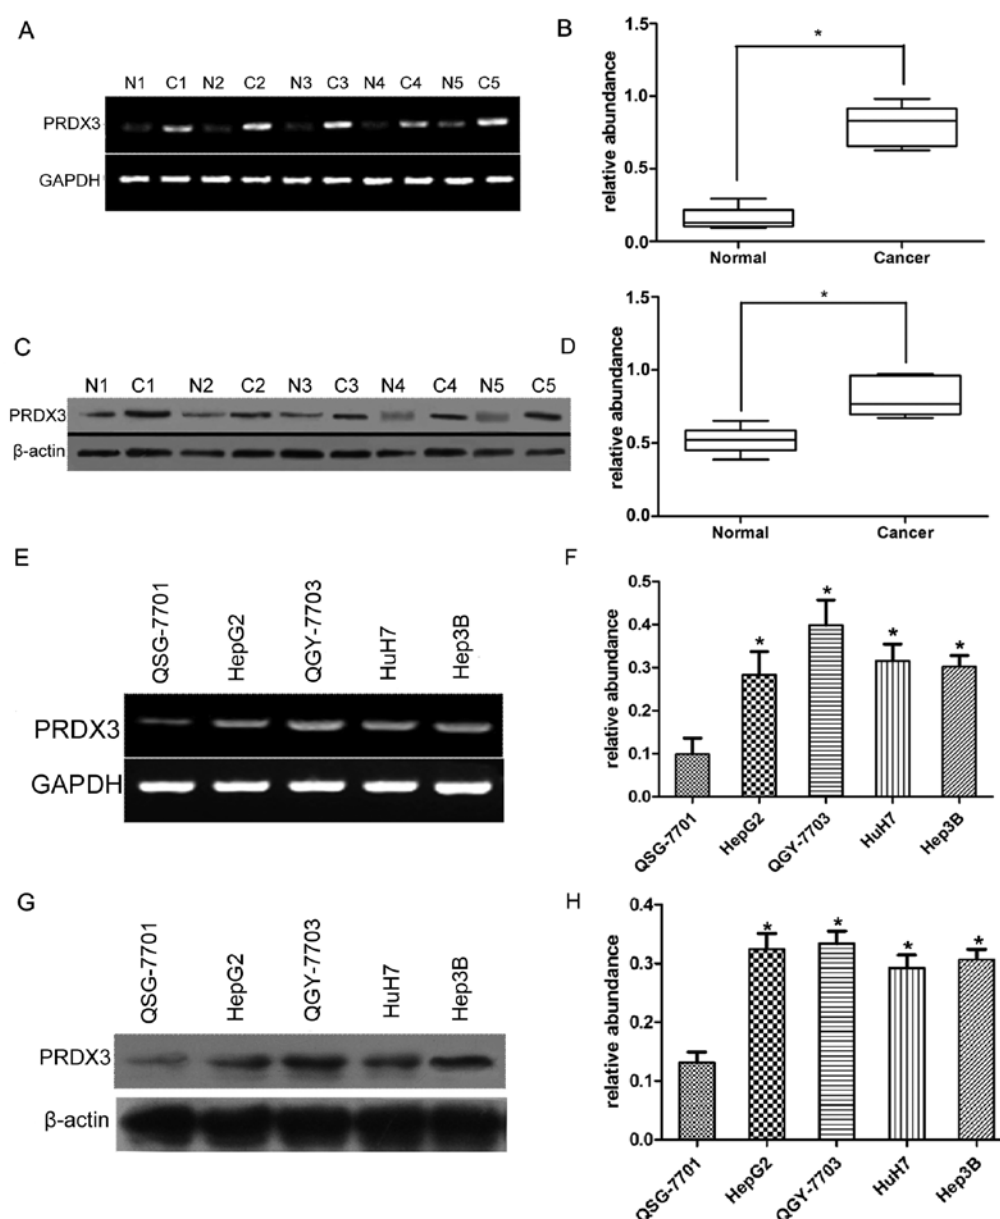 A
N1 C1 N2 C2 N3 C3 N4 C4 N5 C5
PRDX3
GAPDH
B
relative abundance
1.5
1.0
0.5
0.0
*
Normal Cancer
C
N1 C1 N2 C2 N3 C3 N4 C4 N5 C5
PRDX3
β-actin
D
relative abundance
1.5
1.0
0.5
0.0
*
Normal Cancer
E
QSG-7701 HepG2 QGY-7703 HuH7 Hep3B
PRDX3
GAPDH
F
relative abundance
0.5
0.4
0.3
0.2
0.1
0.0
* * * *
QSG-7701 HepG2 QGY-7703 HuH7 Hep3B
G
QSG-7701 HepG2 QGY-7703 HuH7 Hep3B
PRDX3
β-actin
H
relative abundance
0.4
0.3
0.2
0.1
0.0
* * * *
QSG-7701 HepG2 QGY-7703 HuH7 Hep3B